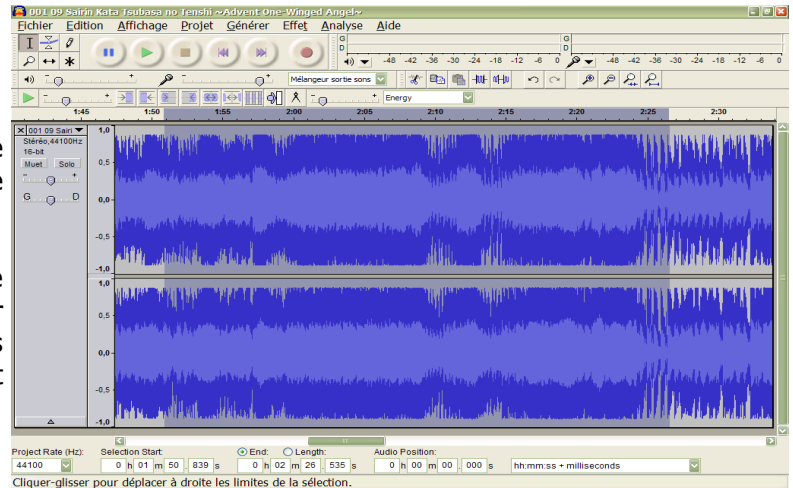 001 09 Sairin Kata Tsubasa no Tenshi ~Advent One-Winged Angel~
Fichier Edition Affichage Projet Générer Effet Analyse Aide
G
D
-48 -42 -36 -30 -24 -18 -12 -6 0
G
D
-48 -42 -36 -30 -24 -18 -12 -6 0
- + - + Mélangeur sortie sons
- + - + Energy
1:45 1:50 1:55 2:00 2:05 2:10 2:15 2:20 2:25 2:30
001 09 Sairi
Stéréo,44100Hz
16-bit
Muet Solo
- +
G D
1,0
0,5
0,0
-0,5
-1,0
1,0
0,5
0,0
-0,5
-1,0
Project Rate (Hz): Selection Start: End: Length: Audio Position:
44100 0 h 01 m 50 . 839 s 0 h 02 m 26 . 535 s 0 h 00 m 00 . 000 s hh:mm:ss + milliseconds
Cliquer-glisser pour déplacer à droite les limites de la sélection.